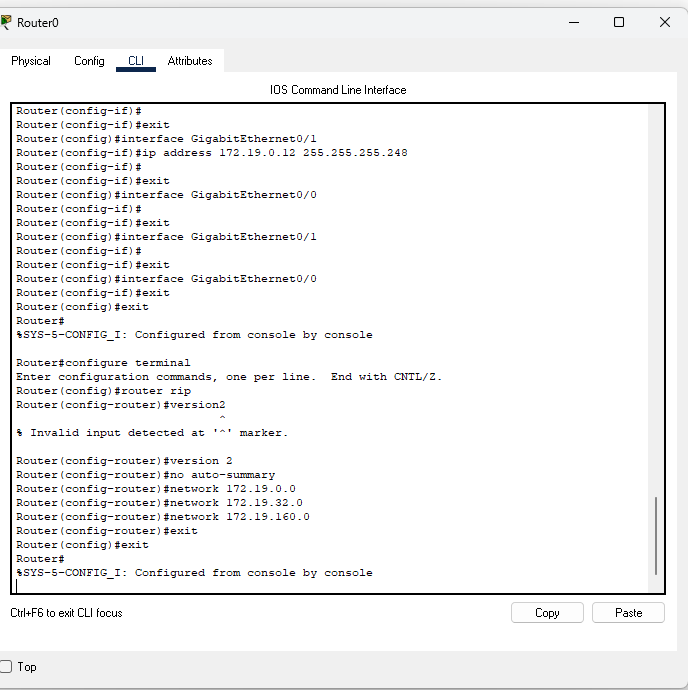 Router0
Physical Config CLI Attributes
IOS Command Line Interface
Router(config-if)#
Router(config-if)#exit
Router(config)#interface GigabitEthernet0/1
Router(config-if)#ip address 172.19.0.12 255.255.255.248
Router(config-if)#
Router(config-if)#exit
Router(config)#interface GigabitEthernet0/0
Router(config-if)#
Router(config-if)#exit
Router(config)#interface GigabitEthernet0/1
Router(config-if)#
Router(config-if)#exit
Router(config)#interface GigabitEthernet0/0
Router(config-if)#exit
Router(config)#exit
Router#
%SYS-5-CONFIG_I: Configured from console by console
Router#configure terminal
Enter configuration commands, one per line.  End with CNTL/Z.
Router(config)#router rip
Router(config-router)#version2
^
% Invalid input detected at '^' marker.
Router(config-router)#version 2
Router(config-router)#no auto-summary
Router(config-router)#network 172.19.0.0
Router(config-router)#network 172.19.32.0
Router(config-router)#network 172.19.160.0
Router(config-router)#exit
Router(config)#exit
Router#
%SYS-5-CONFIG_I: Configured from console by console
Ctrl+F6 to exit CLI focus
Copy Paste
Top